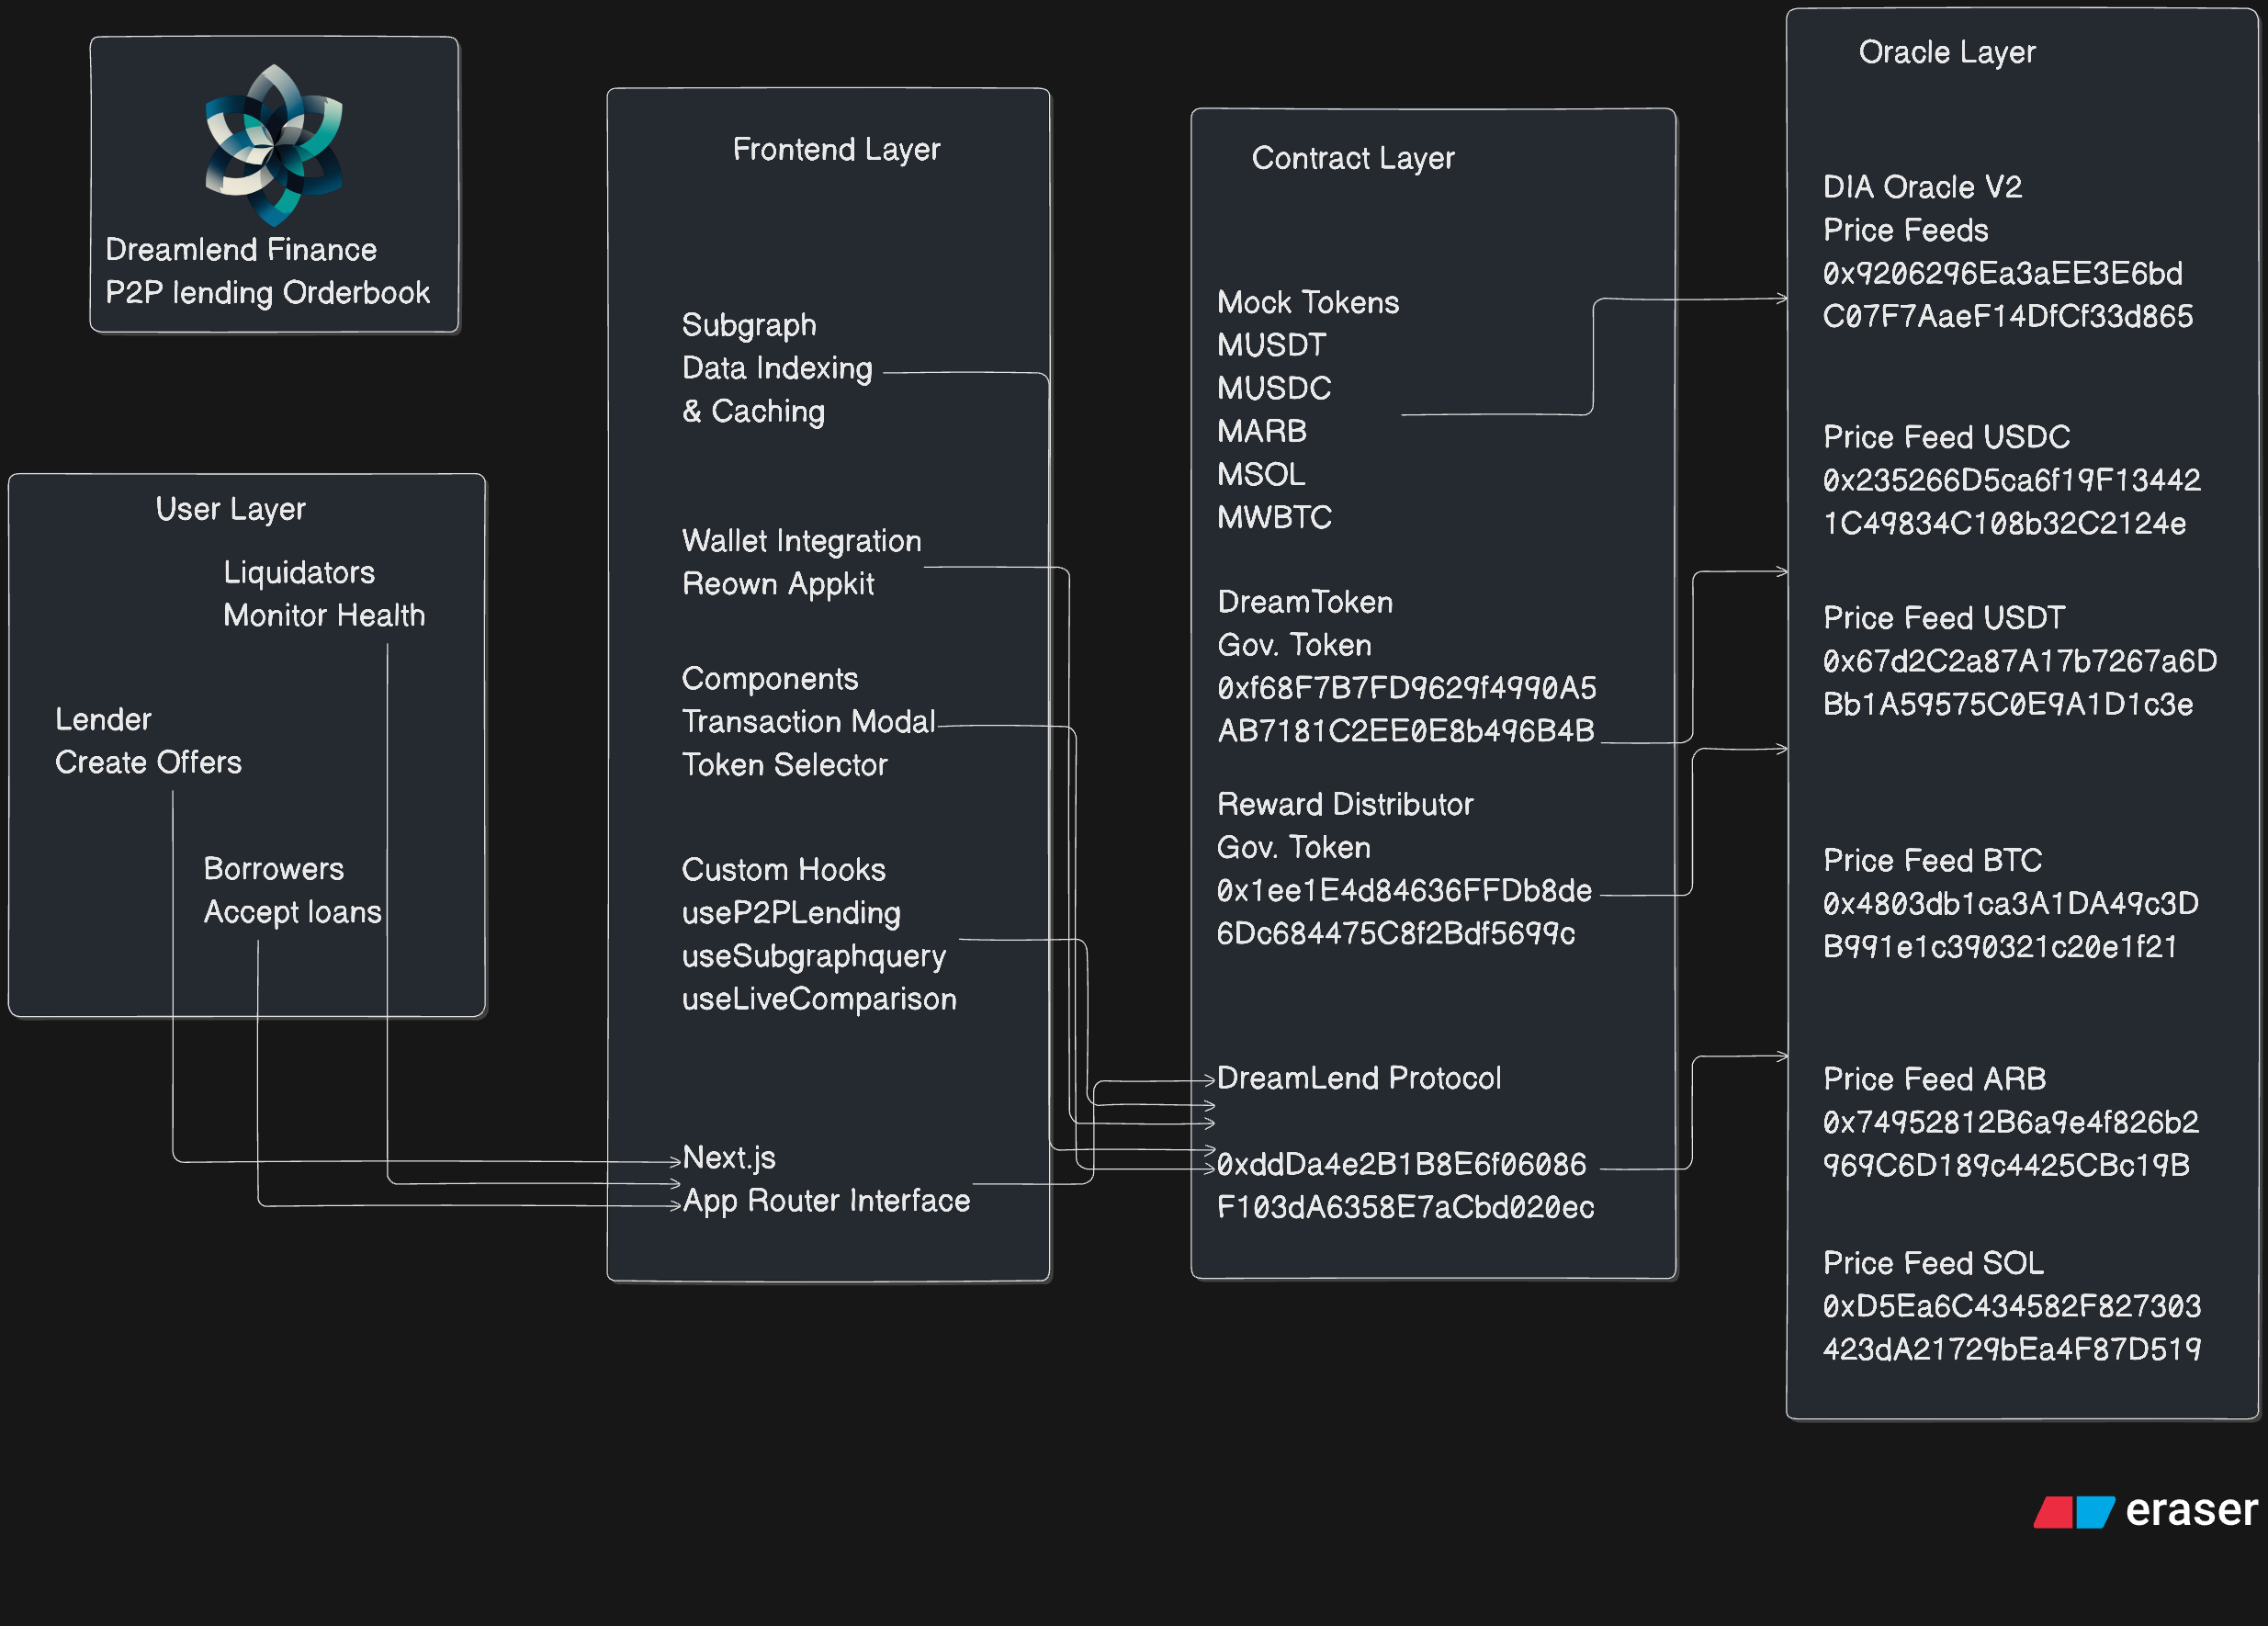 Dreamlend Finance
P2P lending Orderbook
User Layer
Liquidators
Monitor Health
Lender
Create Offers
Borrowers
Accept loans
Frontend Layer
Subgraph
Data Indexing
& Caching
Wallet Integration
Reown Appkit
Components
Transaction Modal
Token Selector
Custom Hooks
useP2PLending
useSubgraphquery
useLiveComparison
Next.js
App Router Interface
Contract Layer
Mock Tokens
MUSDT
MUSDC
MARB
MSOL
MWBTC
DreamToken
Gov. Token
0xf68F7B7FD9629f4990A5
AB7181C2EE0E8b496B4B
Reward Distributor
Gov. Token
0x1ee1E4d84636FFDb8de
6Dc684475C8f2Bdf5699c
DreamLend Protocol
0xddDa4e2B1B8E6f06086
F103dA6358E7aCbd020ec
Oracle Layer
DIA Oracle V2
Price Feeds
0x9206296Ea3aEE3E6bd
C07F7AaeF14DfCf33d865
Price Feed USDC
0x235266D5ca6f19F13442
1C49834C108b32C2124e
Price Feed USDT
0x67d2C2a87A17b7267a6D
Bb1A59575C0E9A1D1c3e
Price Feed BTC
0x4803db1ca3A1DA49c3D
B991e1c390321c20e1f21
Price Feed ARB
0x74952812B6a9e4f826b2
969C6D189c4425CBc19B
Price Feed SOL
0xD5Ea6C434582F827303
423dA21729bEa4F87D519
eraser